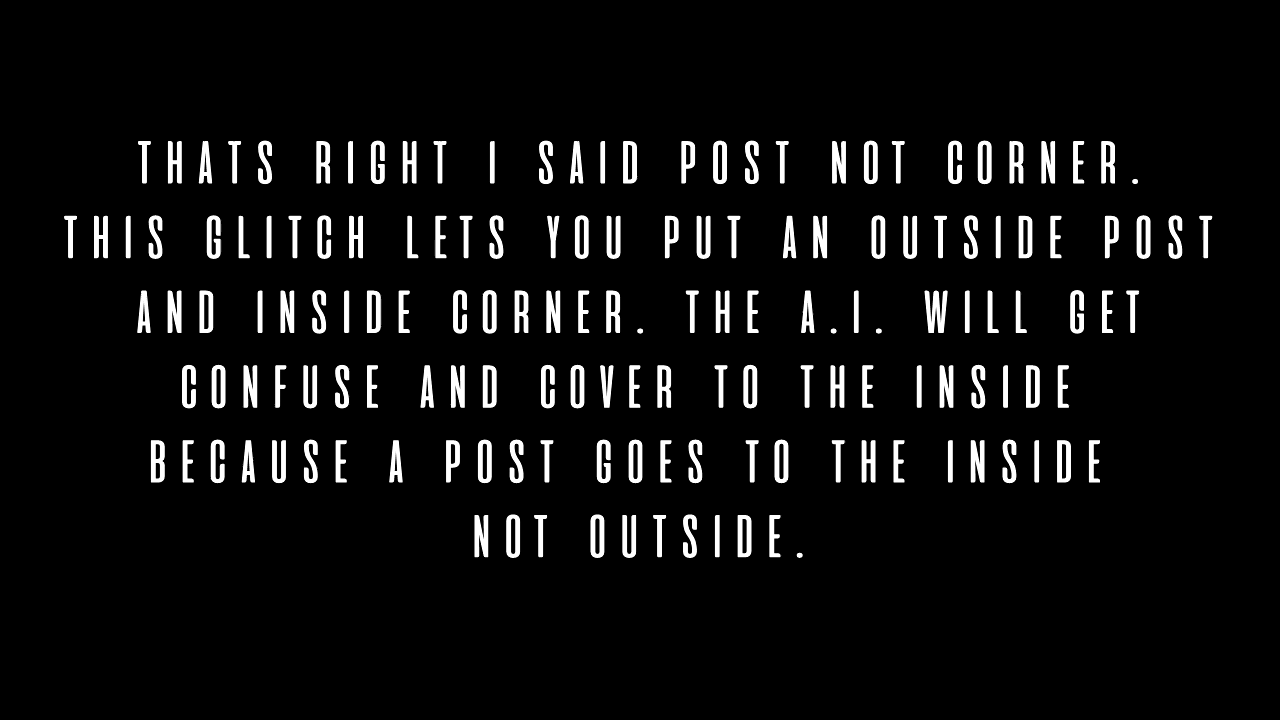 THATS RIGHT I SAID POST NOT CORNER.
THIS GLITCH LETS YOU PUT AN OUTSIDE POST
AND INSIDE CORNER. THE A.I. WILL GET
CONFUSE AND COVER TO THE INSIDE
BECAUSE A POST GOES TO THE INSIDE
NOT OUTSIDE.